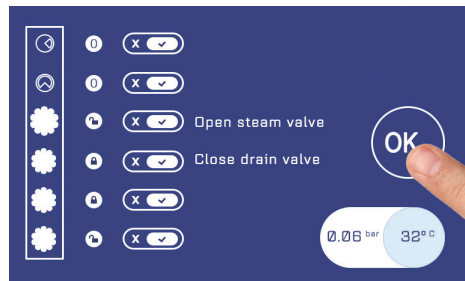 0 X
0 X
X Open steam valve
X Close drain valve
X
X
OK
0.06 bar 32° C